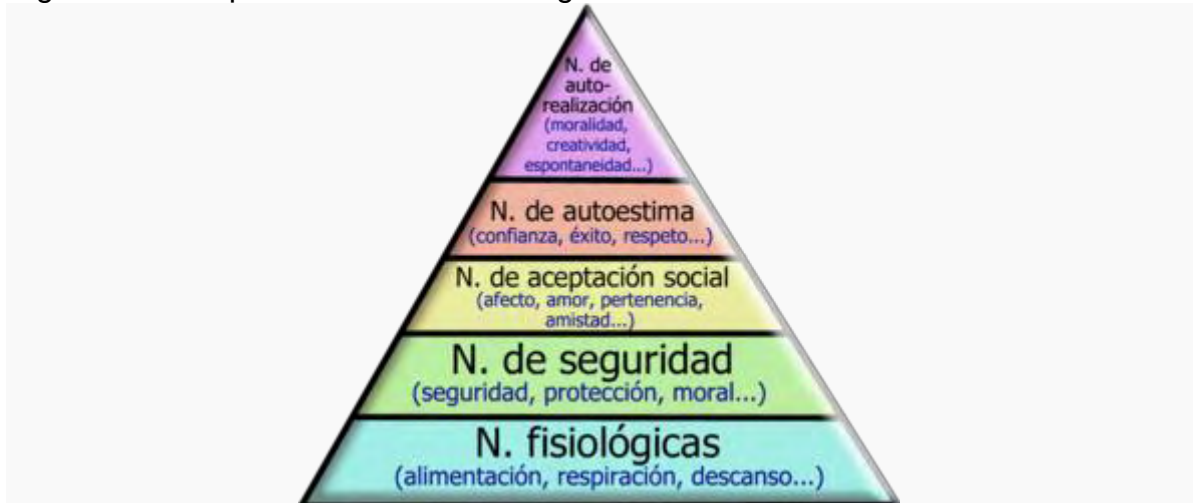 N. de
auto-
realización
(moralidad,
creatividad,
espontaneidad...)
N. de autoestima
(confianza, éxito, respeto...)
N. de aceptación social
(afecto, amor, pertenencia,
amistad...)
N. de seguridad
(seguridad, protección, moral...)
N. fisiológicas
(alimentación, respiración, descanso...)